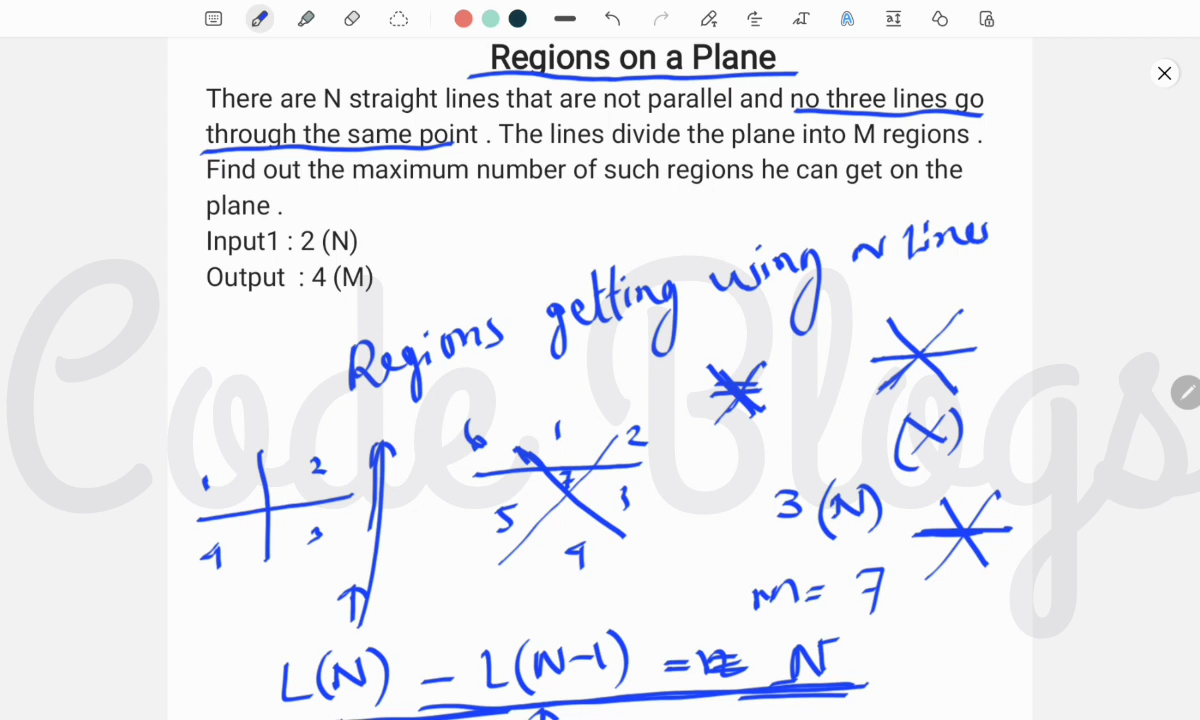 Regions on a Plane
There are N straight lines that are not parallel and no three lines go
through the same point . The lines divide the plane into M regions .
Find out the maximum number of such regions he can get on the
plane .
Input1 : 2 (N)
Output : 4 (M)
Regions getting using N Lines
1 2
4 3
6 1 2
7
5 3
4
(X)
3 (N)
m = 7
L(N) - L(N-1) = N
Code Blogs